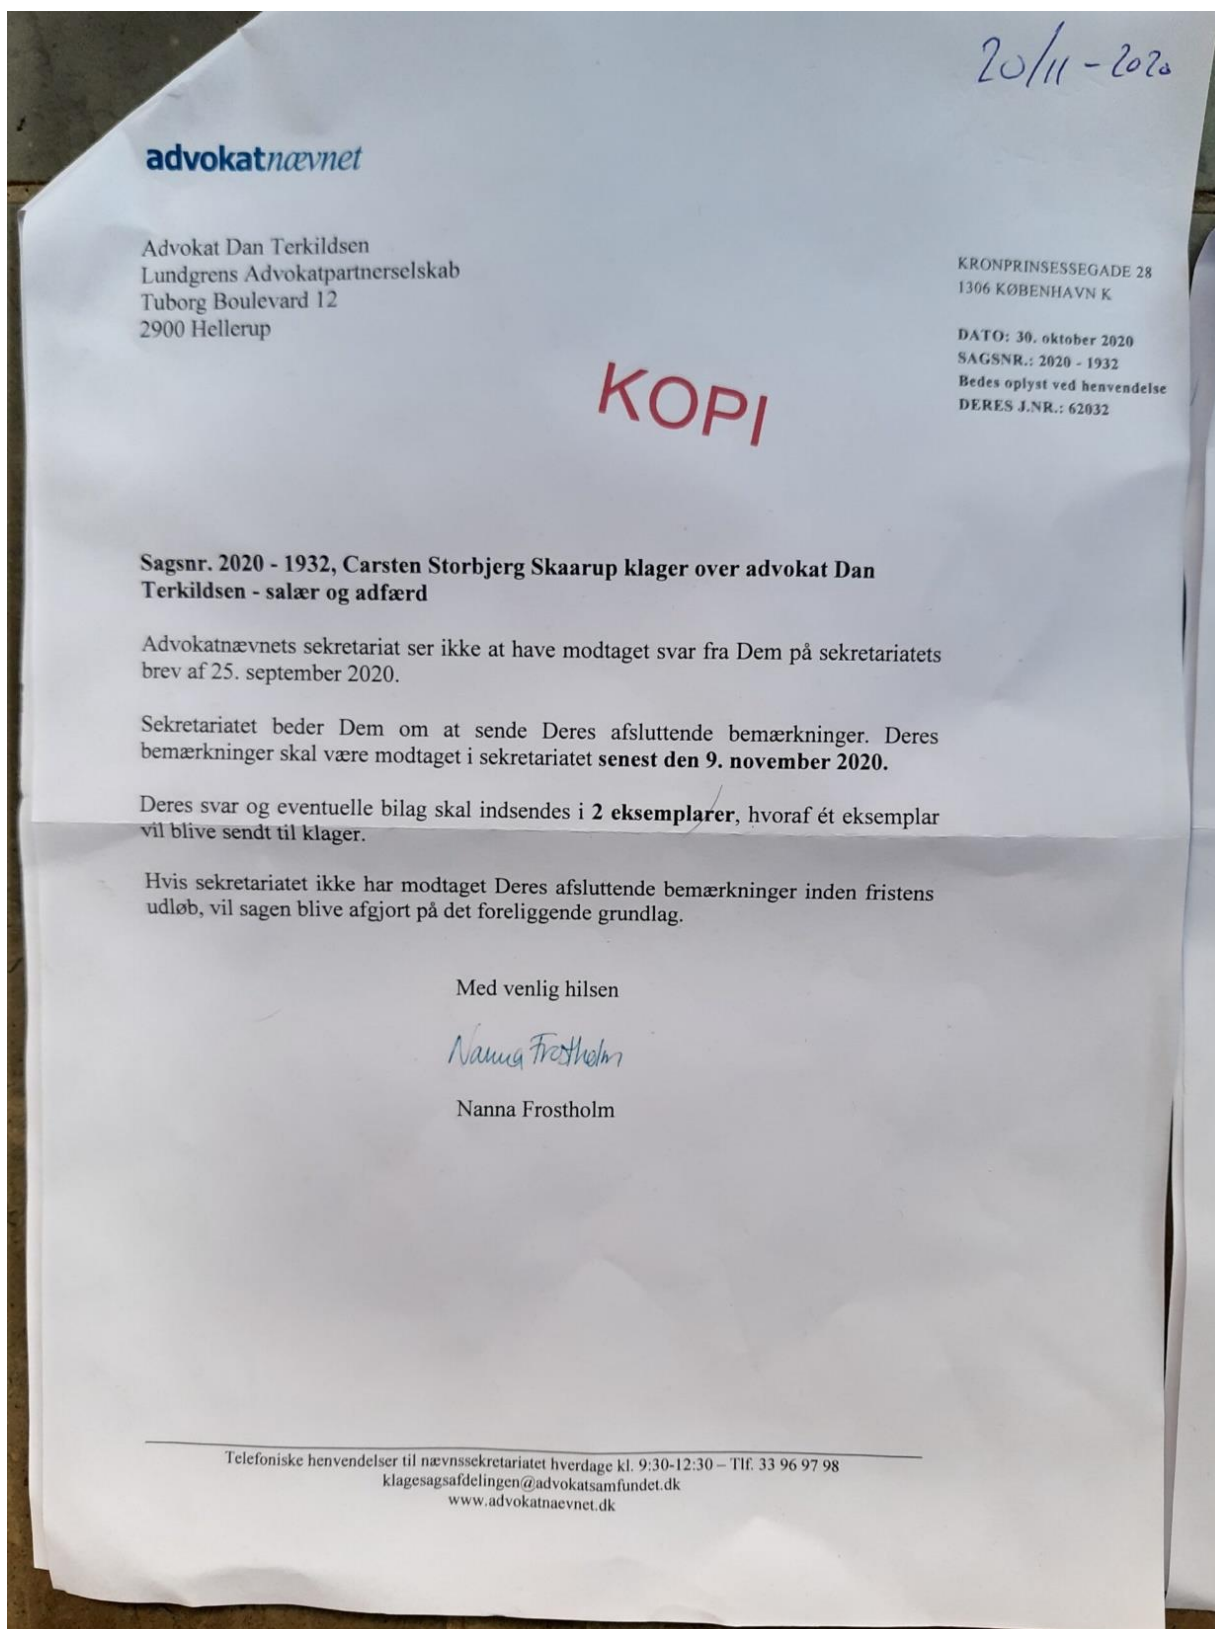 20/11 - 2020
advokatnævnet
Advokat Dan Terkildsen
Lundgrens Advokatpartnerselskab
Tuborg Boulevard 12
2900 Hellerup
KRONPRINSESSEGADE 28
1306 KØBENHAVN K
DATO: 30. oktober 2020
SAGSNR.: 2020 - 1932
Bedes oplyst ved henvendelse
DERES J.NR.: 62032
KOPI
Sagsnr. 2020 - 1932, Carsten Storbjerg Skaarup klager over advokat Dan
Terkildsen - salær og adfærd
Advokatnævnets sekretariat ser ikke at have modtaget svar fra Dem på sekretariatets
brev af 25. september 2020.
Sekretariatet beder Dem om at sende Deres afsluttende bemærkninger. Deres
bemærkninger skal være modtaget i sekretariatet senest den 9. november 2020.
Deres svar og eventuelle bilag skal indsendes i 2 eksemplarer, hvoraf ét eksemplar
vil blive sendt til klager.
Hvis sekretariatet ikke har modtaget Deres afsluttende bemærkninger inden fristens
udløb, vil sagen blive afgjort på det foreliggende grundlag.
Med venlig hilsen
Nanna Frostholm
Nanna Frostholm
Telefoniske henvendelser til nævnssekretariatet hverdage kl. 9:30-12:30 – Tlf. 33 96 97 98
klagesagsafdelingen@advokatsamfundet.dk
www.advokatnaevnet.dk